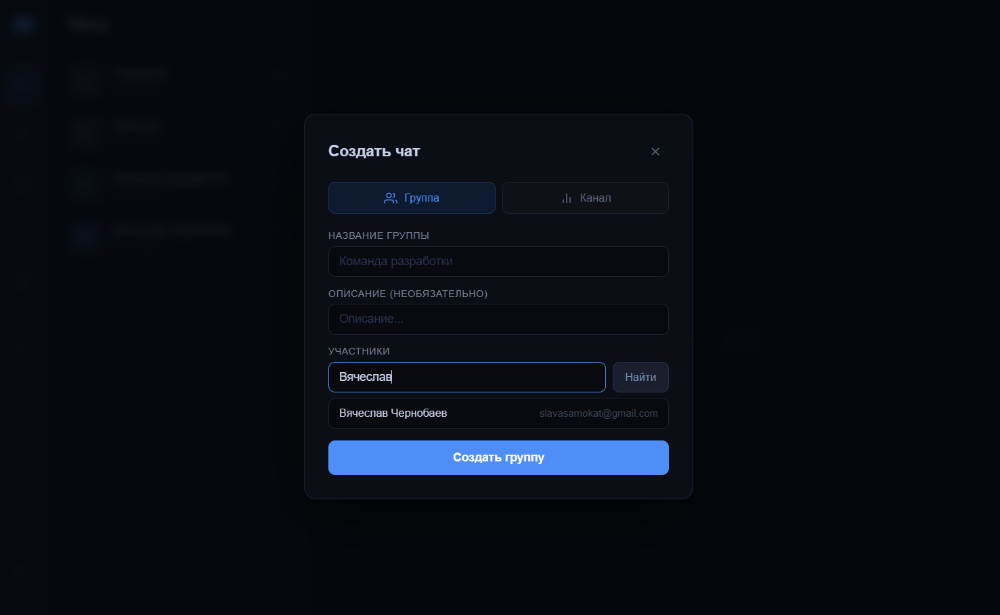 Создать чат
Группа
Канал
НАЗВАНИЕ ГРУППЫ
Команда разработки
ОПИСАНИЕ (НЕОБЯЗАТЕЛЬНО)
Описание...
УЧАСТНИКИ
Вячеслав
Найти
Вячеслав Чернобаев slavasamokat@gmail.com
Создать группу